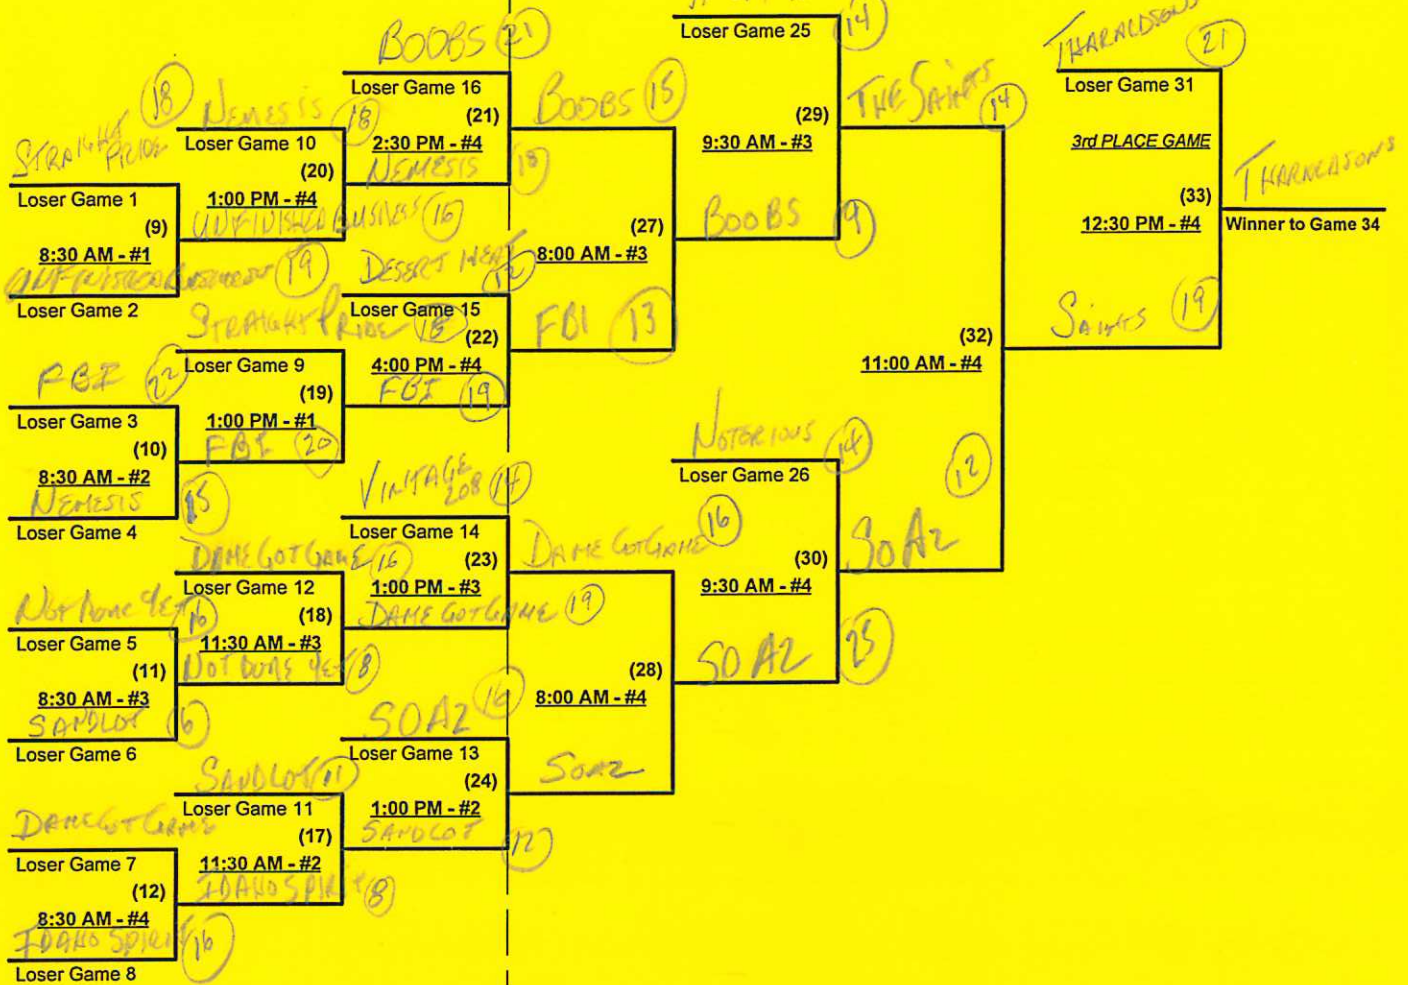 14
Loser Game 25
THARALDSONS
21
BOOBS 21
Loser Game 31
Loser Game 16
(21)
2:30 PM - #4
BOOBS 15
(29)
9:30 AM - #3
THE SAINTS 14
3rd PLACE GAME
(33)
12:30 PM - #4
Winner to Game 34
STRAIGHT PRIDE 18
NEMESIS 18
Loser Game 10
(20)
1:00 PM - #4
NEMESIS 18
Loser Game 1
(9)
8:30 AM - #1
UNFINISHED BUSINESS 16
(27)
8:00 AM - #3
BOOBS 9
UNFINISHED BUSINESS 19
Loser Game 2
DESERT HEAT 12
Loser Game 15
(22)
4:00 PM - #4
STRAIGHT PRIDE
FBI 13
SAINTS 19
(32)
11:00 AM - #4
FBI 22
Loser Game 9
(19)
1:00 PM - #1
FBI 19
Loser Game 3
(10)
8:30 AM - #2
FBI 20
NOTORIOUS 14
Loser Game 26
12
NEMESIS 15
Loser Game 4
VINTAGE 208 14
Loser Game 14
(23)
1:00 PM - #3
DAME GOT GAME 16
(30)
9:30 AM - #4
SOAZ
DAME GOT GAME 16
Loser Game 12
(18)
11:30 AM - #3
DAME GOT GAME 19
NOT DONE YET 16
Loser Game 5
(11)
8:30 AM - #3
NOT DONE YET 8
(28)
8:00 AM - #4
SOAZ 25
SANDLOT
Loser Game 6
SOAZ 16
Loser Game 13
(24)
1:00 PM - #2
SOAZ
SANDLOT 11
Loser Game 11
(17)
11:30 AM - #2
SANDLOT 12
DAME GOT GAME
Loser Game 7
(12)
8:30 AM - #4
IDAHO SPIRIT 8
IDAHO SPIRIT 16
Loser Game 8